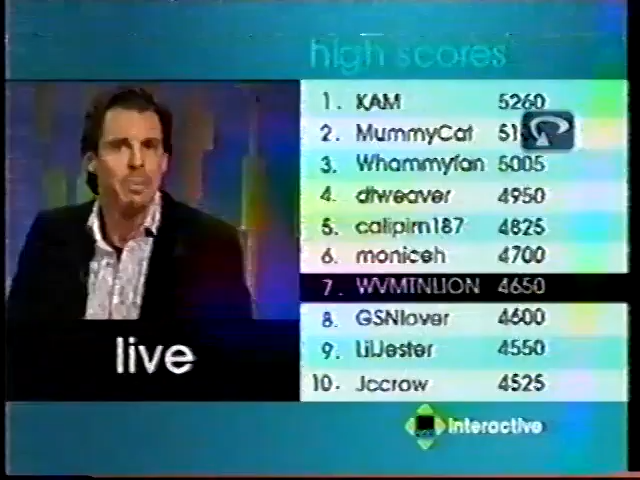 high scores
1. KAM 5260
2. MummyCat
3. Whammyfan 5005
4. dfweaver 4950
5. calipirn187 4825
6. moniceh 4700
7. WVMTNLION 4650
8. GSNlover 4600
9. LilJester 4550
10. Jccrow 4525
live
Interactive